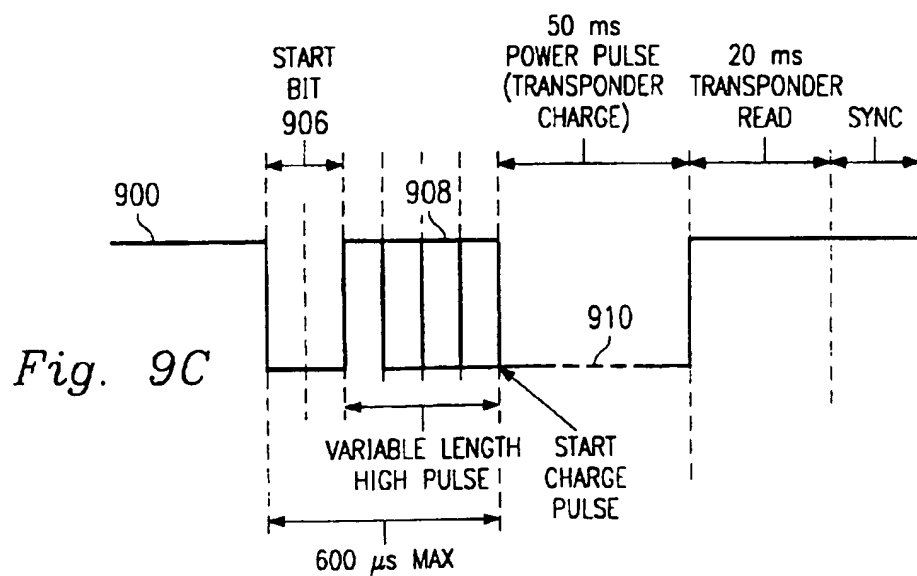 50 ms
POWER PULSE
(TRANSPONDER
CHARGE)
20 ms
TRANSPONDER
READ
SYNC
START
BIT
906
900
908
910
Fig. 9C
VARIABLE LENGTH
HIGH PULSE
START
CHARGE
PULSE
600 µs MAX